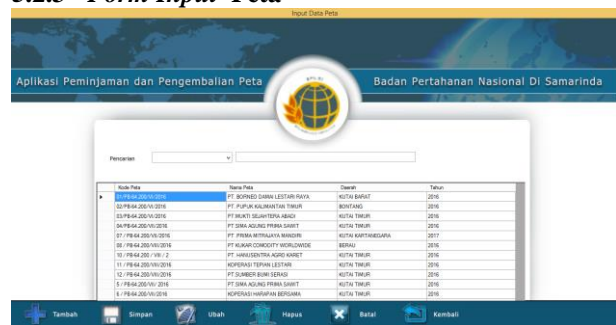 5.2.3 Form Input Peta
Input Data Peta
Aplikasi Peminjaman dan Pengembalian Peta
Badan Pertahanan Nasional Di Samarinda
Pencarian
Kode Peta Nama Peta Daerah Tahun
01/PB-64.200/VI/2016 PT. BORNEO DAMAI LESTARI RAYA KUTAI BARAT 2016
02/PB-64.200/VI/2016 PT. PUPUK KALIMANTAN TIMUR BONTANG 2016
03/PB-64.200/VI/2016 PT MUKTI SEJAHTERA ABADI KUTAI TIMUR 2016
04/PB-64.200/VII/2016 PT.SIMA AGUNG PRIMA SAWIT KUTAI TIMUR 2016
07 / PB-64.200/VII/2016 PT .PRIMA MITRAJAYA MANDIRI KUTAI KARTANEGARA 2017
08 / PB-64.200/VII/2016 PT KUKAR COMODITY WORLDWIDE BERAU 2016
10 / PB-64.200 / VIII / 2 PT. HANUSENTRA AGRO KARET KUTAI TIMUR 2016
11 / PB-64.200/VIII/2016 KOPERASI TEPIAN LESTARI KUTAI TIMUR 2016
12 / PB-64.200/VIII/2016 PT.SUMBER BUMI SERASI KUTAI TIMUR 2016
5 / PB-64.200/VII/ 2016 PT.SIMA AGUNG PRIMA SAWIT KUTAI TIMUR 2016
6 / PB-64.200/VII/2016 KOPERASI HARAPAN BERSAMA KUTAI TIMUR 2016
Tambah Simpan Ubah Hapus Batal Kembali